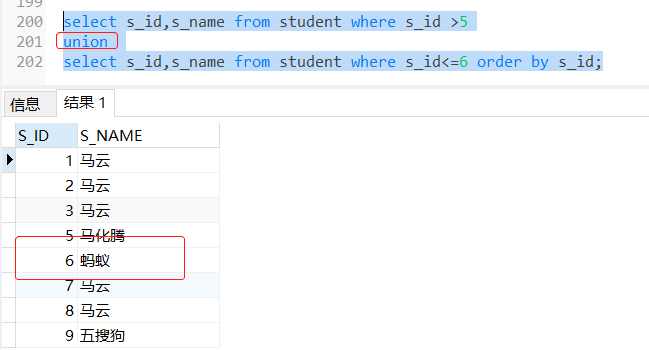 199
200 select s_id,s_name from student where s_id >5
201 union
202 select s_id,s_name from student where s_id<=6 order by s_id;
信息 结果 1
S_ID S_NAME
1 马云
2 马云
3 马云
5 马化腾
6 蚂蚁
7 马云
8 马云
9 五搜狗